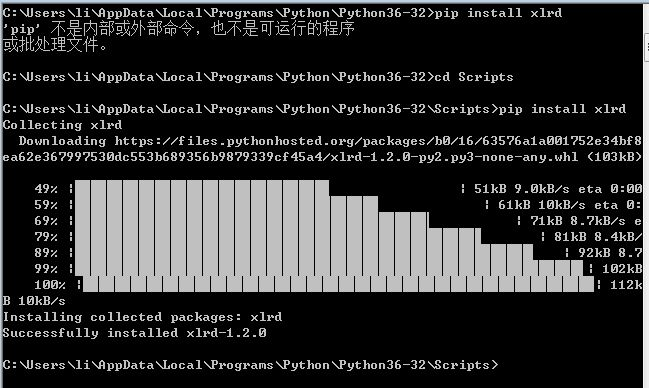 C:\Users\li\AppData\Local\Programs\Python\Python36-32>pip install xlrd
'pip' 不是内部或外部命令，也不是可运行的程序
或批处理文件。
C:\Users\li\AppData\Local\Programs\Python\Python36-32>cd Scripts
C:\Users\li\AppData\Local\Programs\Python\Python36-32\Scripts>pip install xlrd
Collecting xlrd
  Downloading https://files.pythonhosted.org/packages/b0/16/63576a1a001752e34bf8
ea62e367997530dc553b689356b9879339cf45a4/xlrd-1.2.0-py2.py3-none-any.whl (103kB)
49% | | 51kB 9.0kB/s eta 0:00
59% | | 61kB 10kB/s eta 0:
69% | | 71kB 8.7kB/s e
79% | | 81kB 8.4kB/
89% | | 92kB 8.7
99% | | 102kB
100% | | 112k
B 10kB/s
Installing collected packages: xlrd
Successfully installed xlrd-1.2.0
C:\Users\li\AppData\Local\Programs\Python\Python36-32\Scripts>